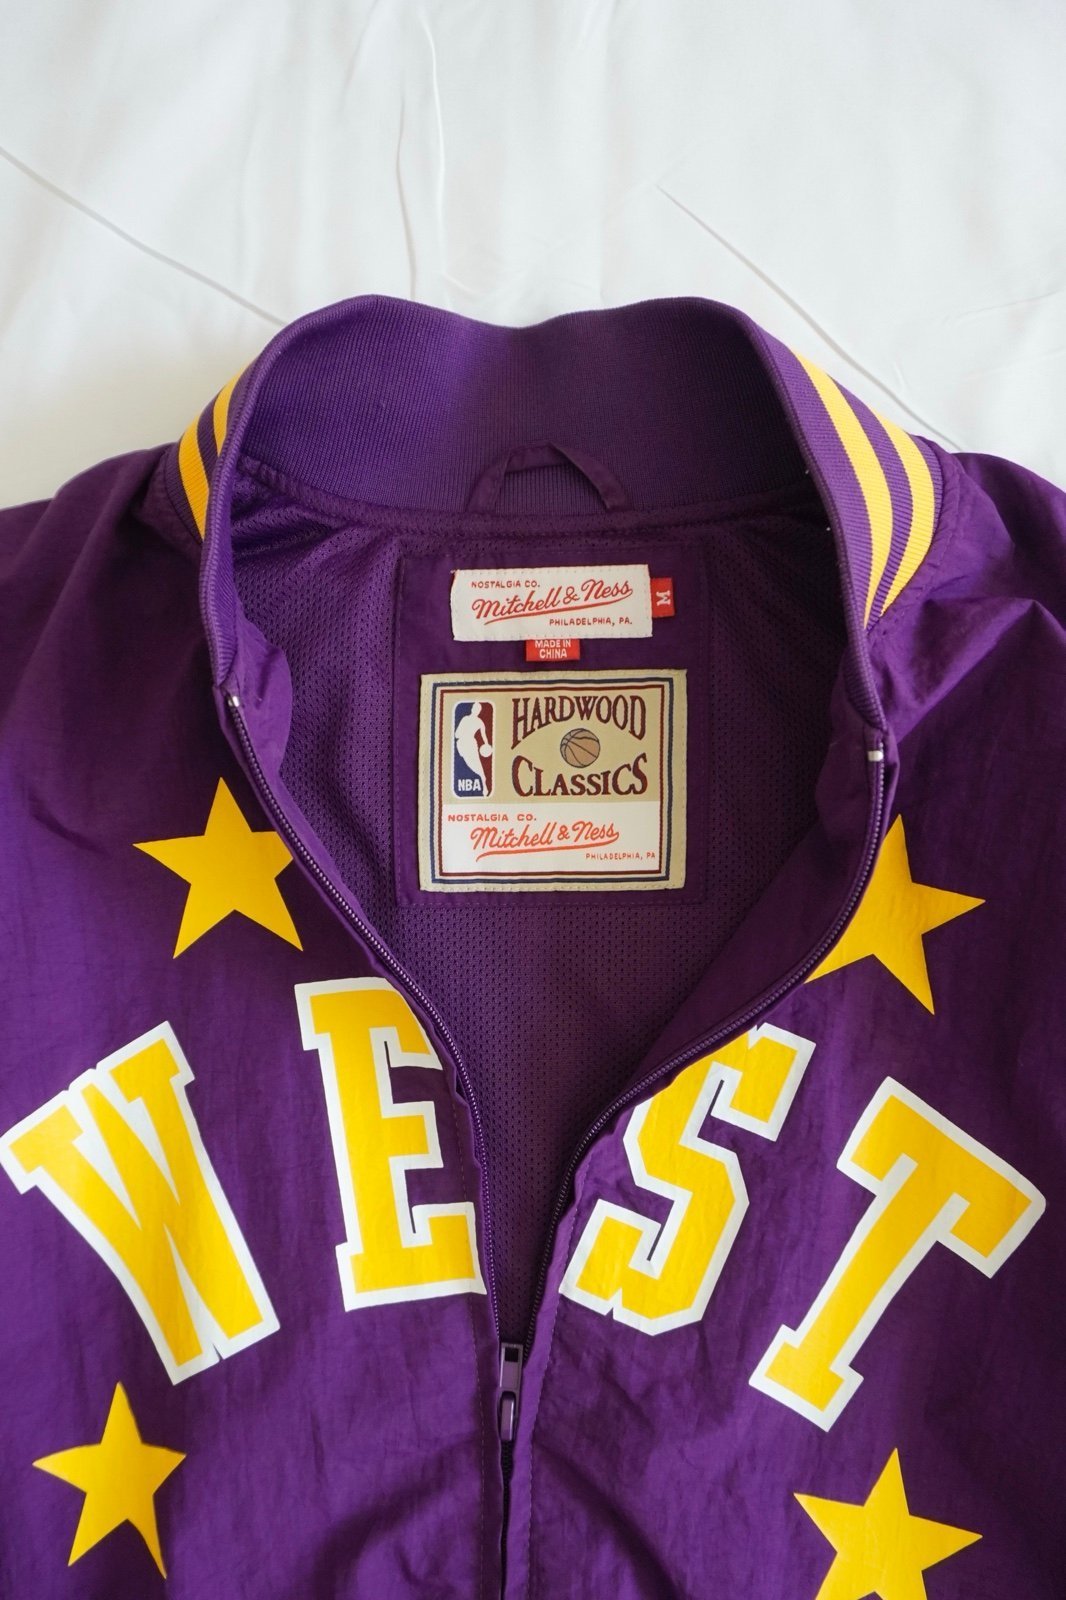 NOSTALGIA CO.
Mitchell & Ness
PHILADELPHIA, PA.
M
MADE IN
CHINA
HARDWOOD
CLASSICS
NBA
NOSTALGIA CO.
Mitchell & Ness
PHILADELPHIA, PA
WEST